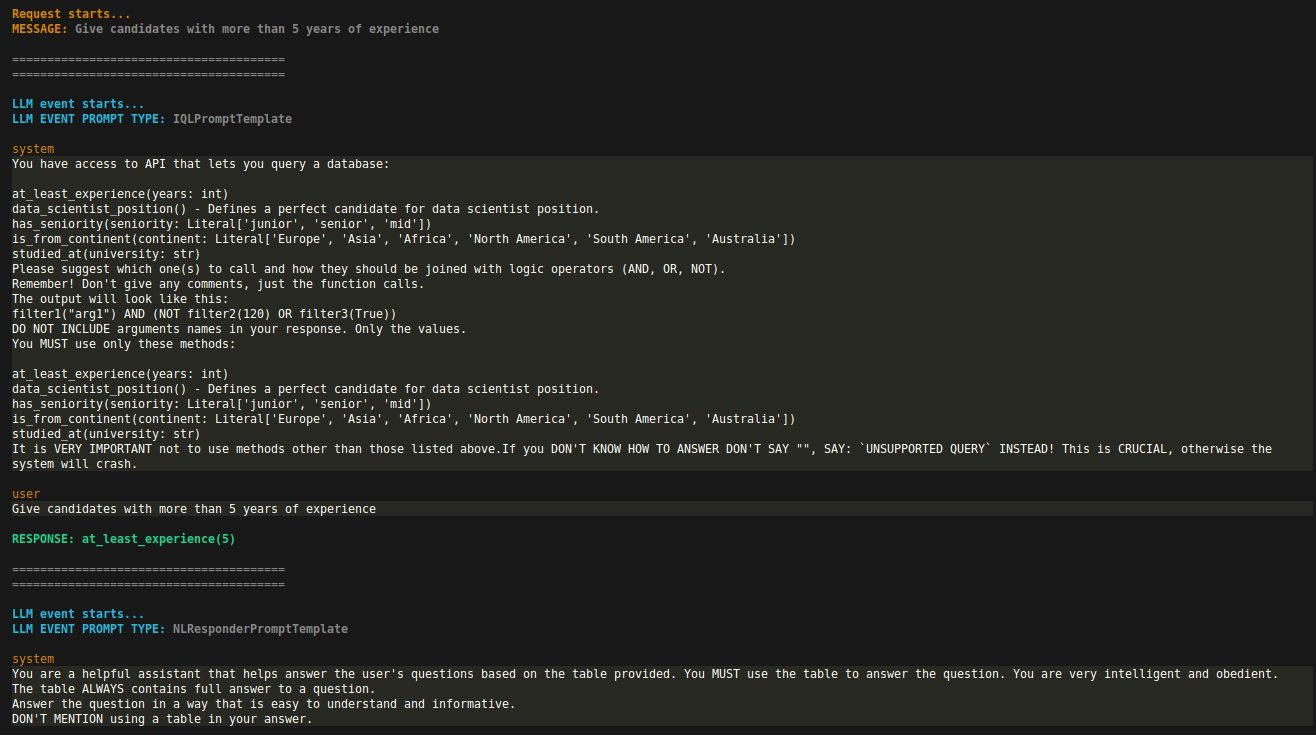 Request starts...
MESSAGE: Give candidates with more than 5 years of experience
=======================================
=======================================
LLM event starts...
LLM EVENT PROMPT TYPE: IQLPromptTemplate
system
You have access to API that lets you query a database:
at_least_experience(years: int)
data_scientist_position() - Defines a perfect candidate for data scientist position.
has_seniority(seniority: Literal['junior', 'senior', 'mid'])
is_from_continent(continent: Literal['Europe', 'Asia', 'Africa', 'North America', 'South America', 'Australia'])
studied_at(university: str)
Please suggest which one(s) to call and how they should be joined with logic operators (AND, OR, NOT).
Remember! Don't give any comments, just the function calls.
The output will look like this:
filter1("arg1") AND (NOT filter2(120) OR filter3(True))
DO NOT INCLUDE arguments names in your response. Only the values.
You MUST use only these methods:
at_least_experience(years: int)
data_scientist_position() - Defines a perfect candidate for data scientist position.
has_seniority(seniority: Literal['junior', 'senior', 'mid'])
is_from_continent(continent: Literal['Europe', 'Asia', 'Africa', 'North America', 'South America', 'Australia'])
studied_at(university: str)
It is VERY IMPORTANT not to use methods other than those listed above.If you DON'T KNOW HOW TO ANSWER DON'T SAY "", SAY: `UNSUPPORTED QUERY` INSTEAD! This is CRUCIAL, otherwise the
system will crash.
user
Give candidates with more than 5 years of experience
RESPONSE: at_least_experience(5)
=======================================
=======================================
LLM event starts...
LLM EVENT PROMPT TYPE: NLResponderPromptTemplate
system
You are a helpful assistant that helps answer the user's questions based on the table provided. You MUST use the table to answer the question. You are very intelligent and obedient.
The table ALWAYS contains full answer to a question.
Answer the question in a way that is easy to understand and informative.
DON'T MENTION using a table in your answer.